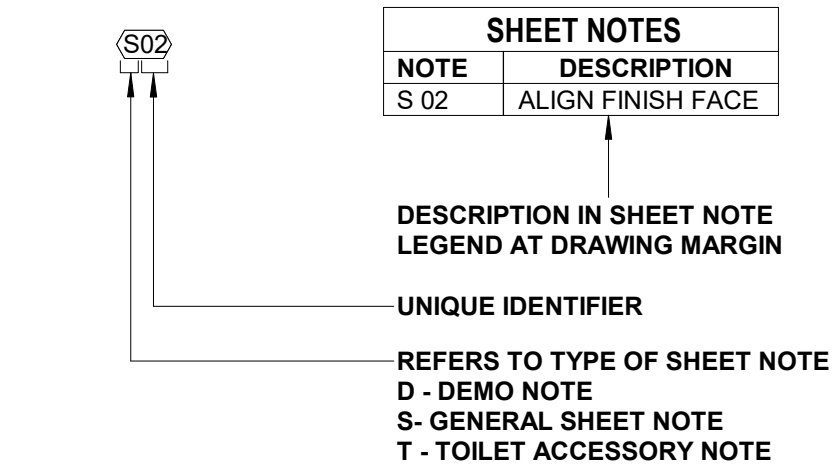 S02
SHEET NOTES
NOTE DESCRIPTION
S 02 ALIGN FINISH FACE
DESCRIPTION IN SHEET NOTE
LEGEND AT DRAWING MARGIN
UNIQUE IDENTIFIER
REFERS TO TYPE OF SHEET NOTE
D - DEMO NOTE
S- GENERAL SHEET NOTE
T - TOILET ACCESSORY NOTE